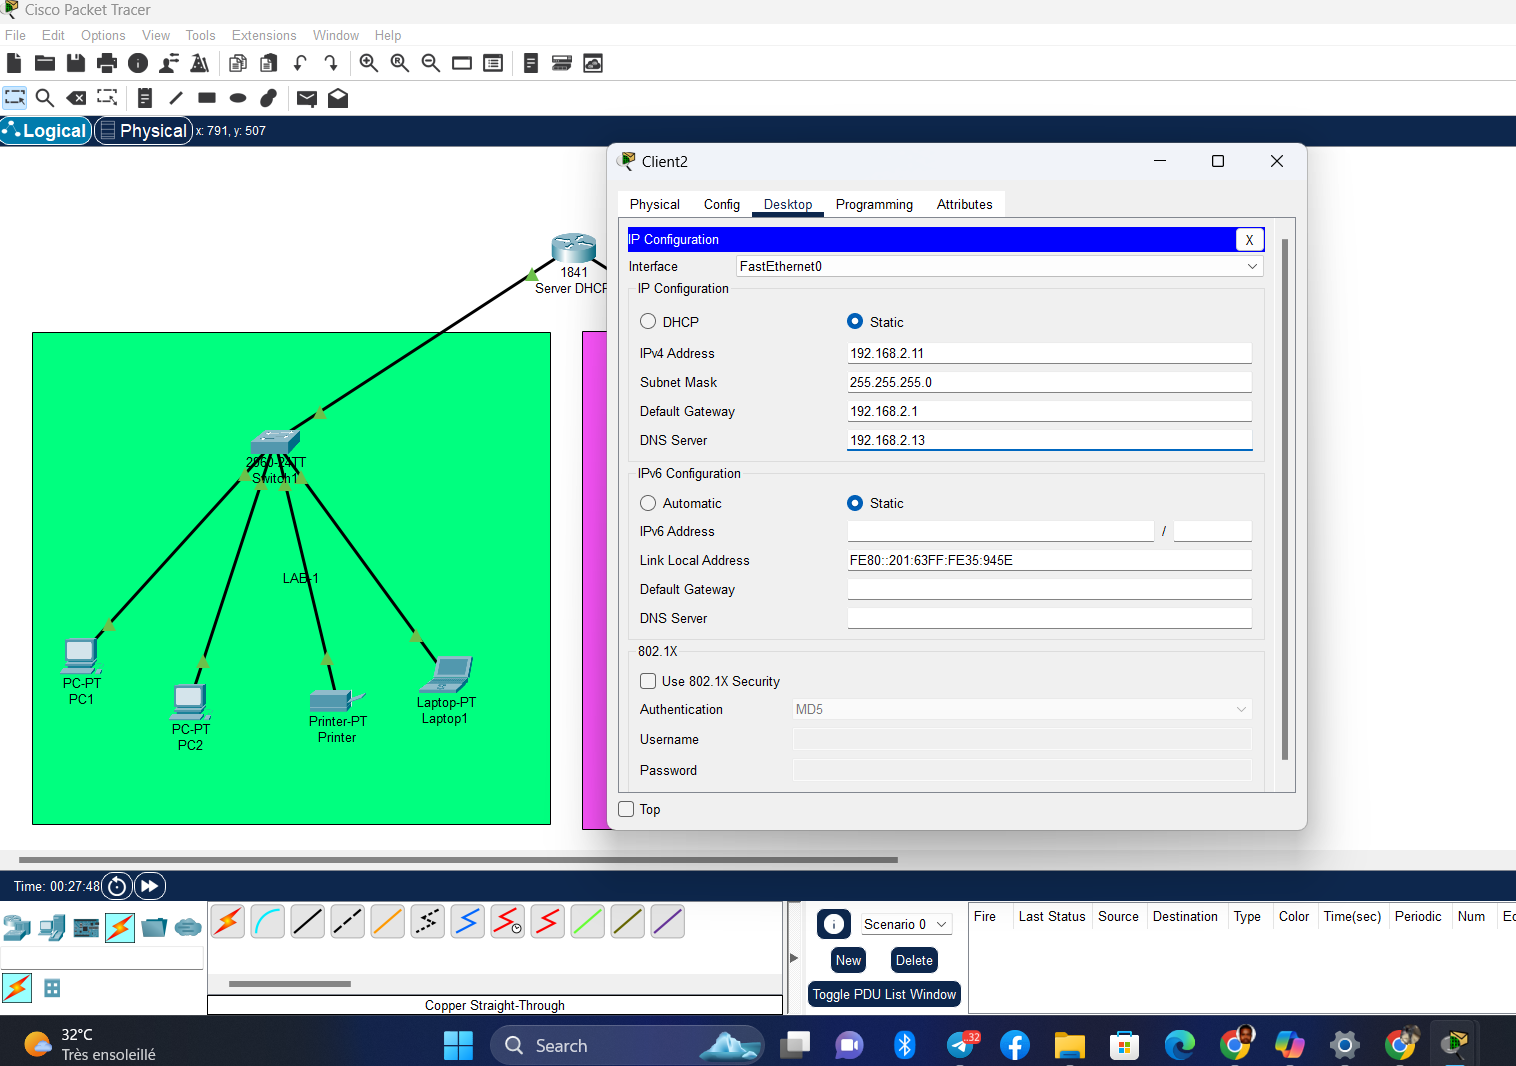 Cisco Packet Tracer
File Edit Options View Tools Extensions Window Help
Logical Physical x: 791, y: 507
1841
Server DHCP
2960-24TT
Switch1
LAB-1
PC-PT
PC1
PC-PT
PC2
Printer-PT
Printer
Laptop-PT
Laptop1
Client2
Physical Config Desktop Programming Attributes
IP Configuration X
Interface FastEthernet0
IP Configuration
DHCP Static
IPv4 Address 192.168.2.11
Subnet Mask 255.255.255.0
Default Gateway 192.168.2.1
DNS Server 192.168.2.13
IPv6 Configuration
Automatic Static
IPv6 Address /
Link Local Address FE80::201:63FF:FE35:945E
Default Gateway
DNS Server
802.1X
Use 802.1X Security
Authentication MD5
Username
Password
Top
Time: 00:27:48
Copper Straight-Through
Scenario 0
New Delete
Toggle PDU List Window
Fire Last Status Source Destination Type Color Time(sec) Periodic Num
32°C
Très ensoleillé
Search
..32